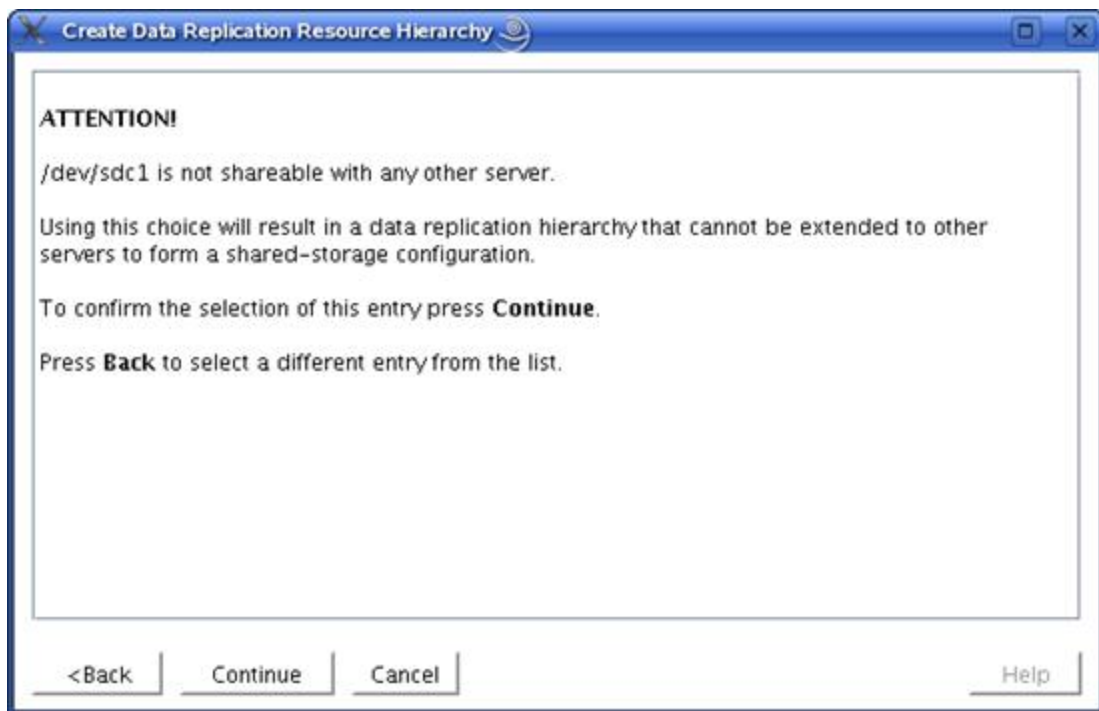 Create Data Replication Resource Hierarchy
ATTENTION!
/dev/sdc1 is not shareable with any other server.
Using this choice will result in a data replication hierarchy that cannot be extended to other
servers to form a shared-storage configuration.
To confirm the selection of this entry press Continue.
Press Back to select a different entry from the list.
<Back Continue Cancel Help